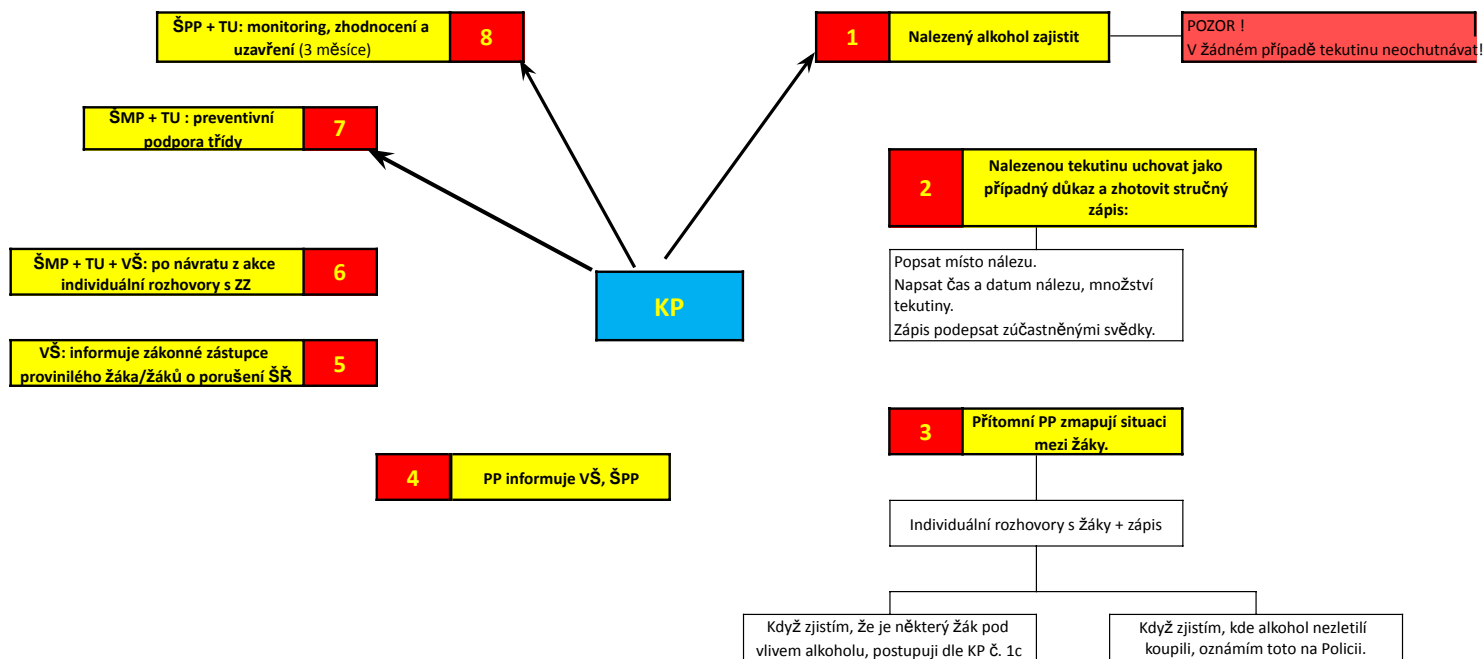 ŠPP + TU: monitoring, zhodnocení a
uzavření (3 měsíce)
8
1
Nalezený alkohol zajistit
POZOR !
V žádném případě tekutinu neochutnávat!
ŠMP + TU : preventivní
podpora třídy
7
2
Nalezenou tekutinu uchovat jako
případný důkaz a zhotovit stručný
zápis:
ŠMP + TU + VŠ: po návratu z akce
individuální rozhovory s ZZ
6
KP
Popsat místo nálezu.
Napsat čas a datum nálezu, množství
tekutiny.
Zápis podepsat zúčastněnými svědky.
VŠ: informuje zákonné zástupce
provinilého žáka/žáků o porušení ŠŘ
5
3
Přítomní PP zmapují situaci
mezi žáky.
4
PP informuje VŠ, ŠPP
Individuální rozhovory s žáky + zápis
Když zjistím, že je některý žák pod
vlivem alkoholu, postupuji dle KP č. 1c
Když zjistím, kde alkohol nezletilí
koupili, oznámím toto na Policii.